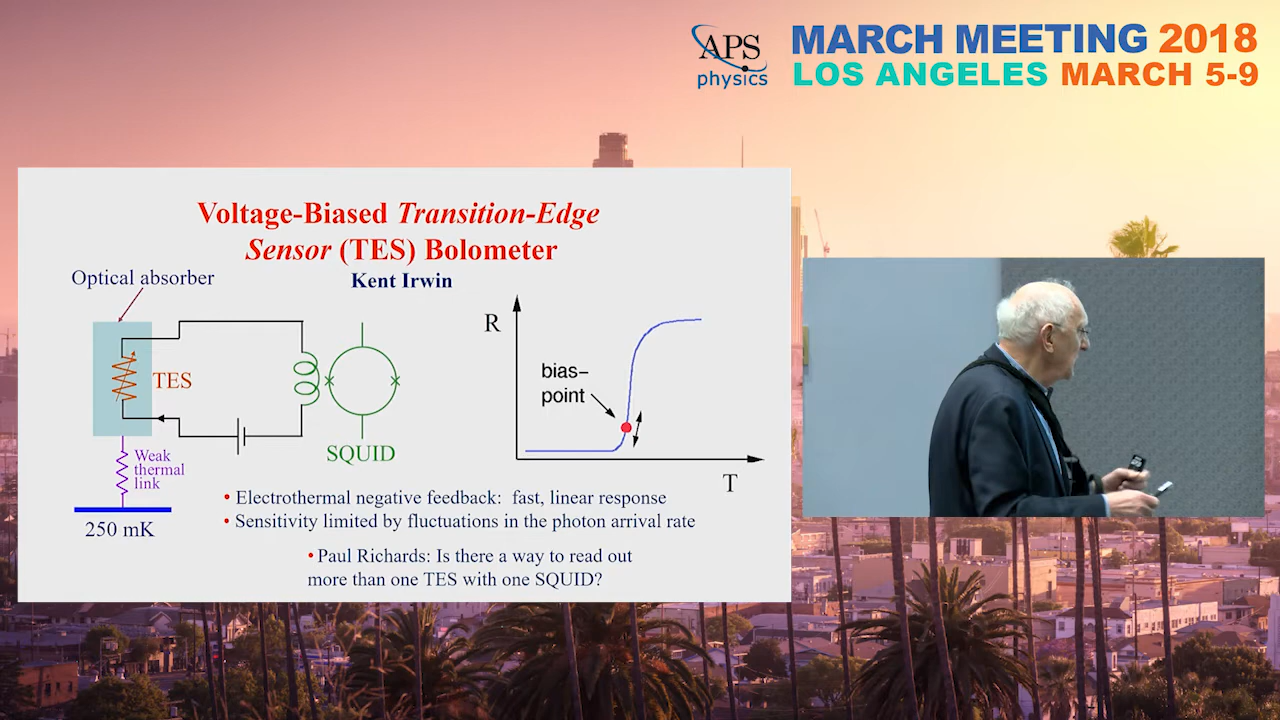 APS
physics
MARCH MEETING 2018
LOS ANGELES MARCH 5-9
Voltage-Biased Transition-Edge
Sensor (TES) Bolometer
Kent Irwin
Optical absorber
TES
SQUID
Weak
thermal
link
250 mK
R
bias–
point
T
• Electrothermal negative feedback: fast, linear response
• Sensitivity limited by fluctuations in the photon arrival rate
• Paul Richards: Is there a way to read out
more than one TES with one SQUID?